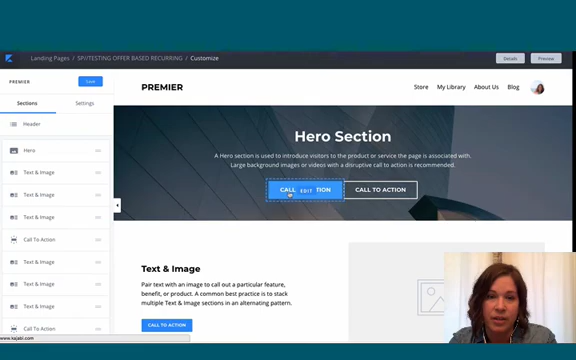 Landing Pages / SP//TESTING OFFER BASED RECURRING / Customize
Details
Preview
PREMIER
Save
Sections
Settings
Header
Hero
Text & Image
Text & Image
Text & Image
Call To Action
Text & Image
Text & Image
Text & Image
Call To Action
www.kajabi.com
PREMIER
Store
My Library
About Us
Blog
Hero Section
A Hero section is used to introduce visitors to the product or service the page is associated with.
Large background images or videos with a disruptive call to action is recommended.
EDIT
CALL TO ACTION
Text & Image
Pair text with an image to call out a particular feature,
benefit, or product. A common best practice is to stack
multiple Text & Image sections in an alternating pattern.
CALL TO ACTION